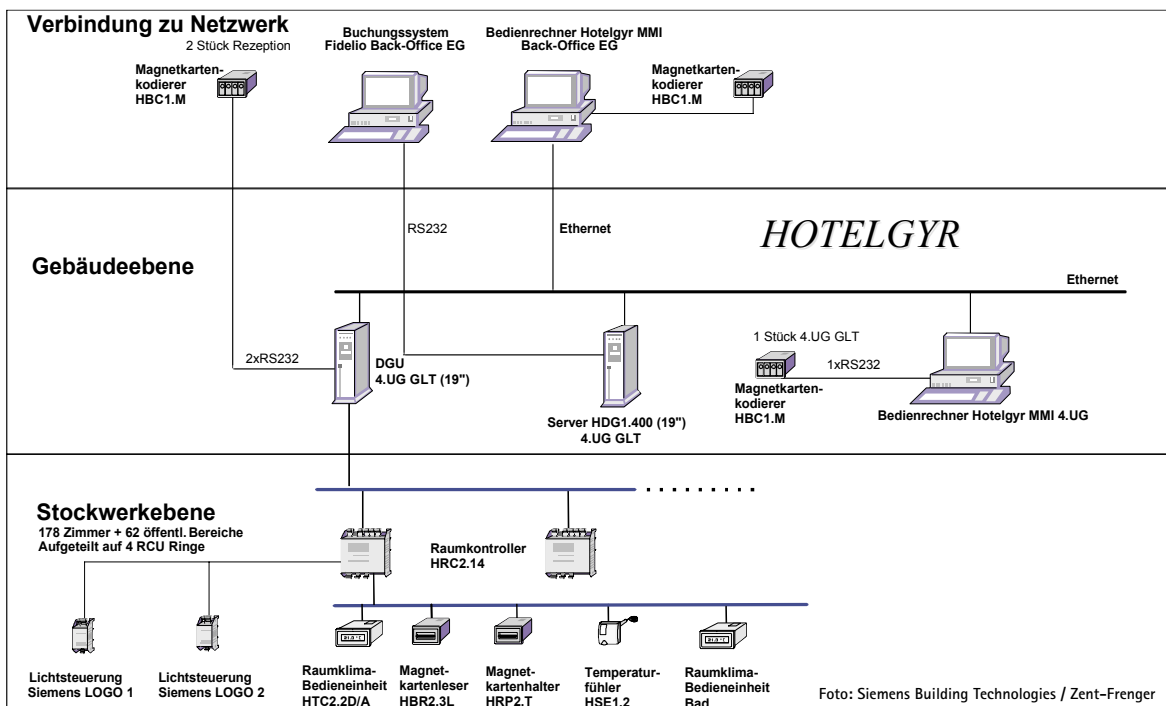 Verbindung zu Netzwerk
2 Stück Rezeption
Magnetkarten-
kodierer
HBC1.M
Buchungssystem
Fidelio Back-Office EG
Bedienrechner Hotelgyr MMI
Back-Office EG
Magnetkarten-
kodierer
HBC1.M
RS232
Ethernet
HOTELGYR
Gebäudeebene
Ethernet
2xRS232
DGU
4.UG GLT (19")
Server HDG1.400 (19")
4.UG GLT
1 Stück 4.UG GLT
1xRS232
Magnetkarten-
kodierer
HBC1.M
Bedienrechner Hotelgyr MMI 4.UG
Stockwerkebene
178 Zimmer + 62 öffentl. Bereiche
Aufgeteilt auf 4 RCU Ringe
Raumkontroller
HRC2.14
Lichtsteuerung
Siemens LOGO 1
Lichtsteuerung
Siemens LOGO 2
Raumklima-
Bedieneinheit
HTC2.2D/A
Magnet-
kartenleser
HBR2.3L
Magnet-
kartenhalter
HRP2.T
Temperatur-
fühler
HSE1.2
Raumklima-
Bedieneinheit
Bad
Foto: Siemens Building Technologies / Zent-Frenger